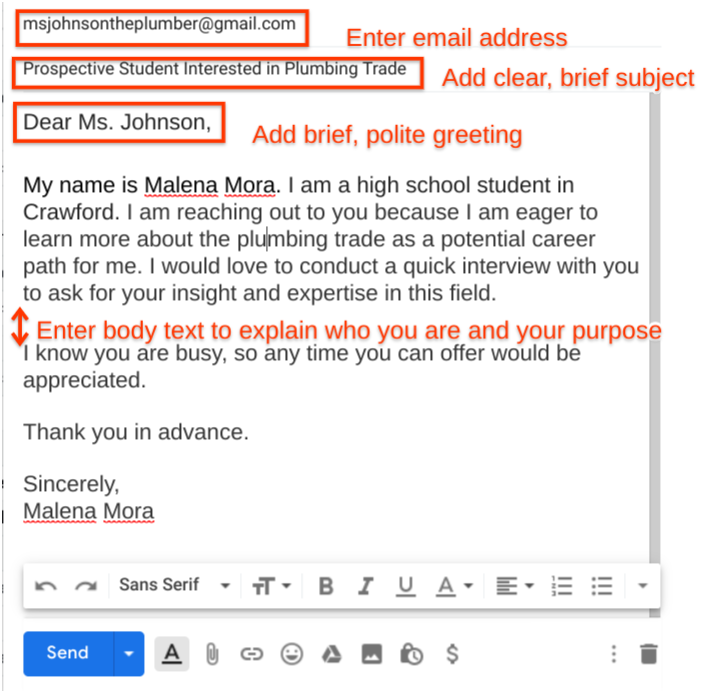 msjohnsontheplumber@gmail.com
Enter email address
Prospective Student Interested in Plumbing Trade
Add clear, brief subject
Dear Ms. Johnson,
Add brief, polite greeting
My name is Malena Mora. I am a high school student in
Crawford. I am reaching out to you because I am eager to
learn more about the plumbing trade as a potential career
path for me. I would love to conduct a quick interview with you
to ask for your insight and expertise in this field.
Enter body text to explain who you are and your purpose
I know you are busy, so any time you can offer would be
appreciated.
Thank you in advance.
Sincerely,
Malena Mora
Sans Serif
Send